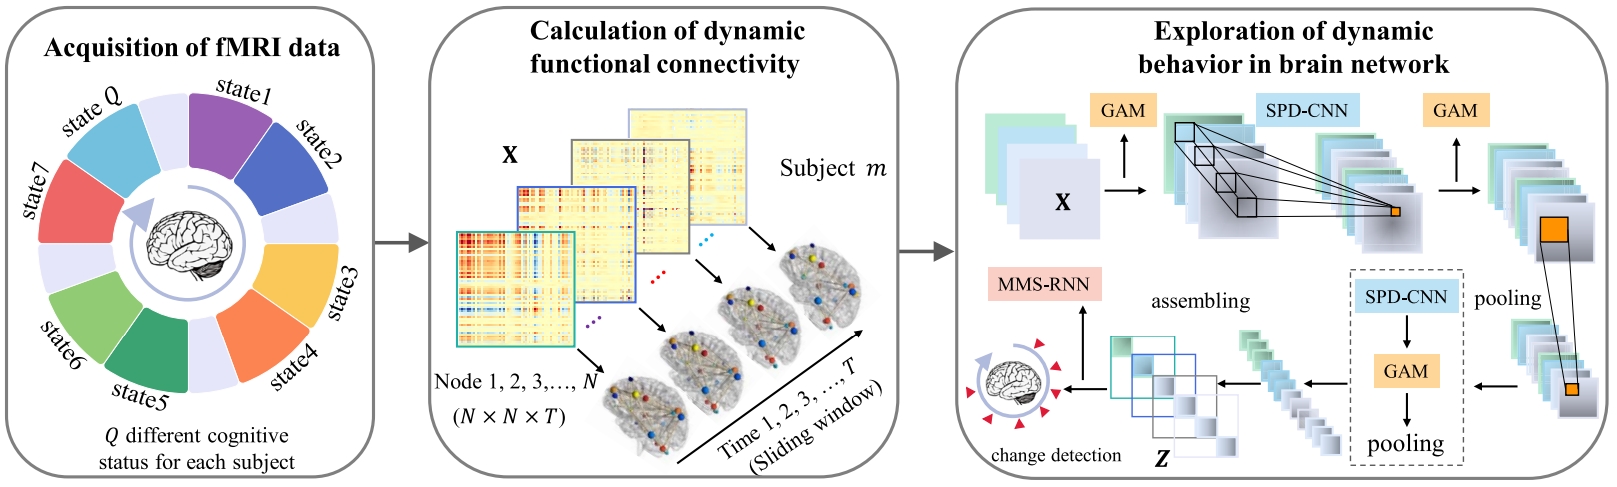 Acquisition of fMRI data
state1
state2
state3
state4
state5
state6
state7
state Q
Q different cognitive
status for each subject
Calculation of dynamic
functional connectivity
X
Subject m
Node 1, 2, 3,…, N
(N × N × T)
Time 1, 2, 3, …, T
(Sliding window)
Exploration of dynamic
behavior in brain network
GAM
SPD-CNN
GAM
X
MMS-RNN
assembling
SPD-CNN
pooling
GAM
pooling
change detection
Z